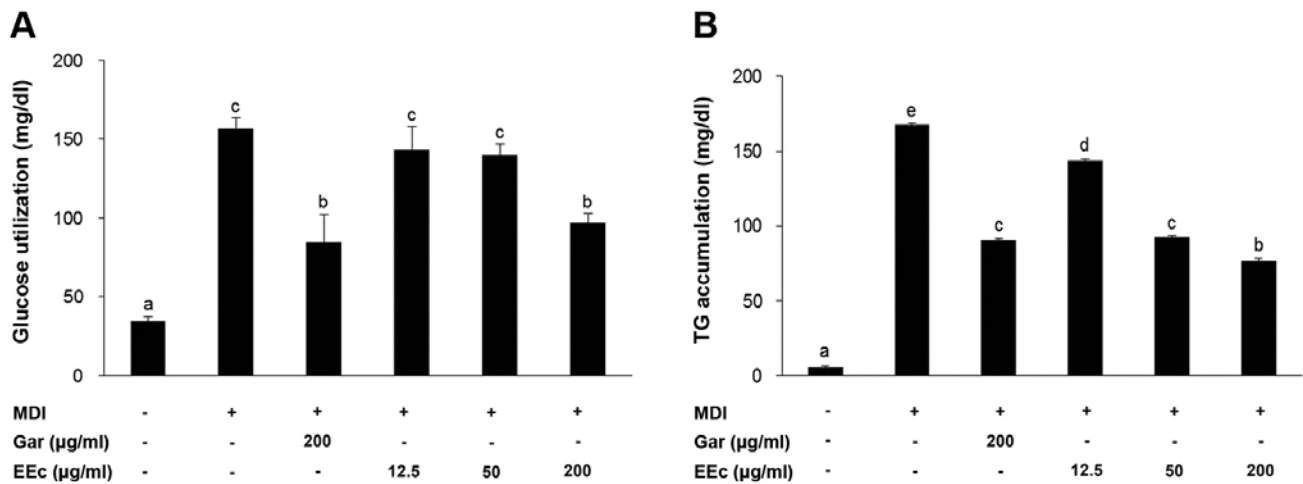 A
Glucose utilization (mg/dl)
200
150
100
50
0
a
c
b
c
c
b
MDI - + + + + +
Gar (µg/ml) - - 200 - - -
EEc (µg/ml) - - - 12.5 50 200
B
TG accumulation (mg/dl)
200
150
100
50
0
a
e
c
d
c
b
MDI - + + + + +
Gar (µg/ml) - - 200 - - -
EEc (µg/ml) - - - 12.5 50 200